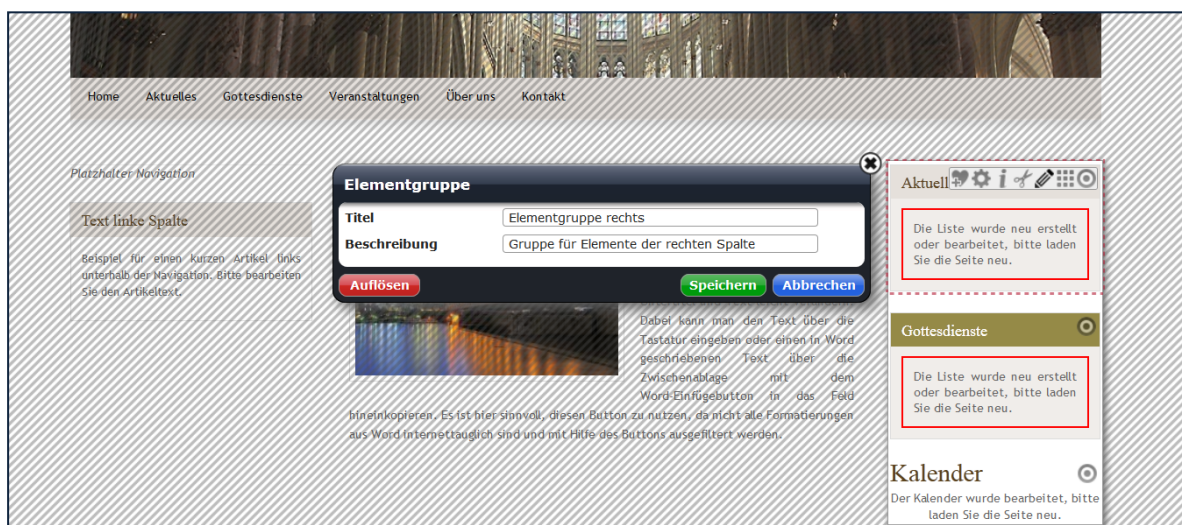 Home Aktuelles Gottesdienste Veranstaltungen Über uns Kontakt
Platzhalter Navigation
Text linke Spalte
Beispiel für einen kurzen Artikel links
unterhalb der Navigation. Bitte bearbeiten
Sie den Artikeltext.
Elementgruppe
Titel Elementgruppe rechts
Beschreibung Gruppe für Elemente der rechten Spalte
Auflösen Speichern Abbrechen
Dabei kann man den Text über die
Tastatur eingeben oder einen in Word
geschriebenen Text über die
Zwischenablage mit dem
Word-Einfügebutton in das Feld
hineinkopieren. Es ist hier sinnvoll, diesen Button zu nutzen, da nicht alle Formatierungen
aus Word internettauglich sind und mit Hilfe des Buttons ausgefiltert werden.
Aktuell
Die Liste wurde neu erstellt
oder bearbeitet, bitte laden
Sie die Seite neu.
Gottesdienste
Die Liste wurde neu erstellt
oder bearbeitet, bitte laden
Sie die Seite neu.
Kalender
Der Kalender wurde bearbeitet, bitte
laden Sie die Seite neu.